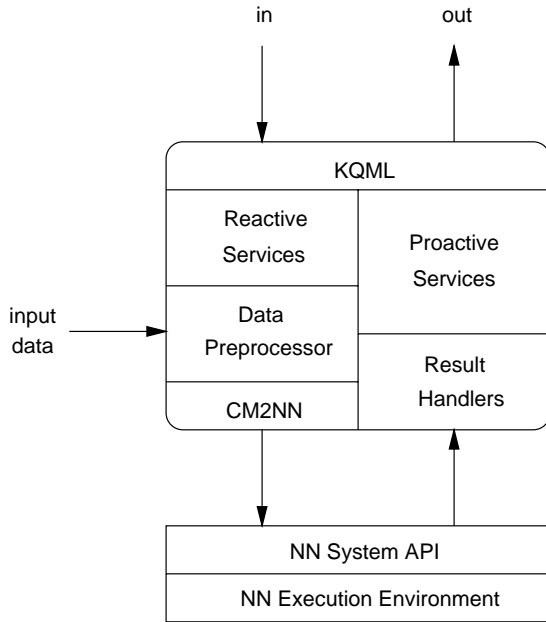 in
out
KQML
Reactive
Services
Proactive
Services
input
data
Data
Preprocessor
Result
Handlers
CM2NN
NN System API
NN Execution Environment